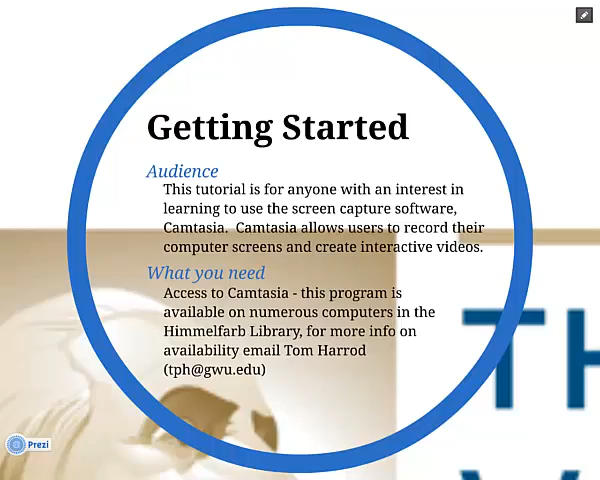 Getting Started
Audience
This tutorial is for anyone with an interest in
learning to use the screen capture software,
Camtasia.  Camtasia allows users to record their
computer screens and create interactive videos.
What you need
Access to Camtasia - this program is
available on numerous computers in the
Himmelfarb Library, for more info on
availability email Tom Harrod
(tph@gwu.edu)
TH
Prezi